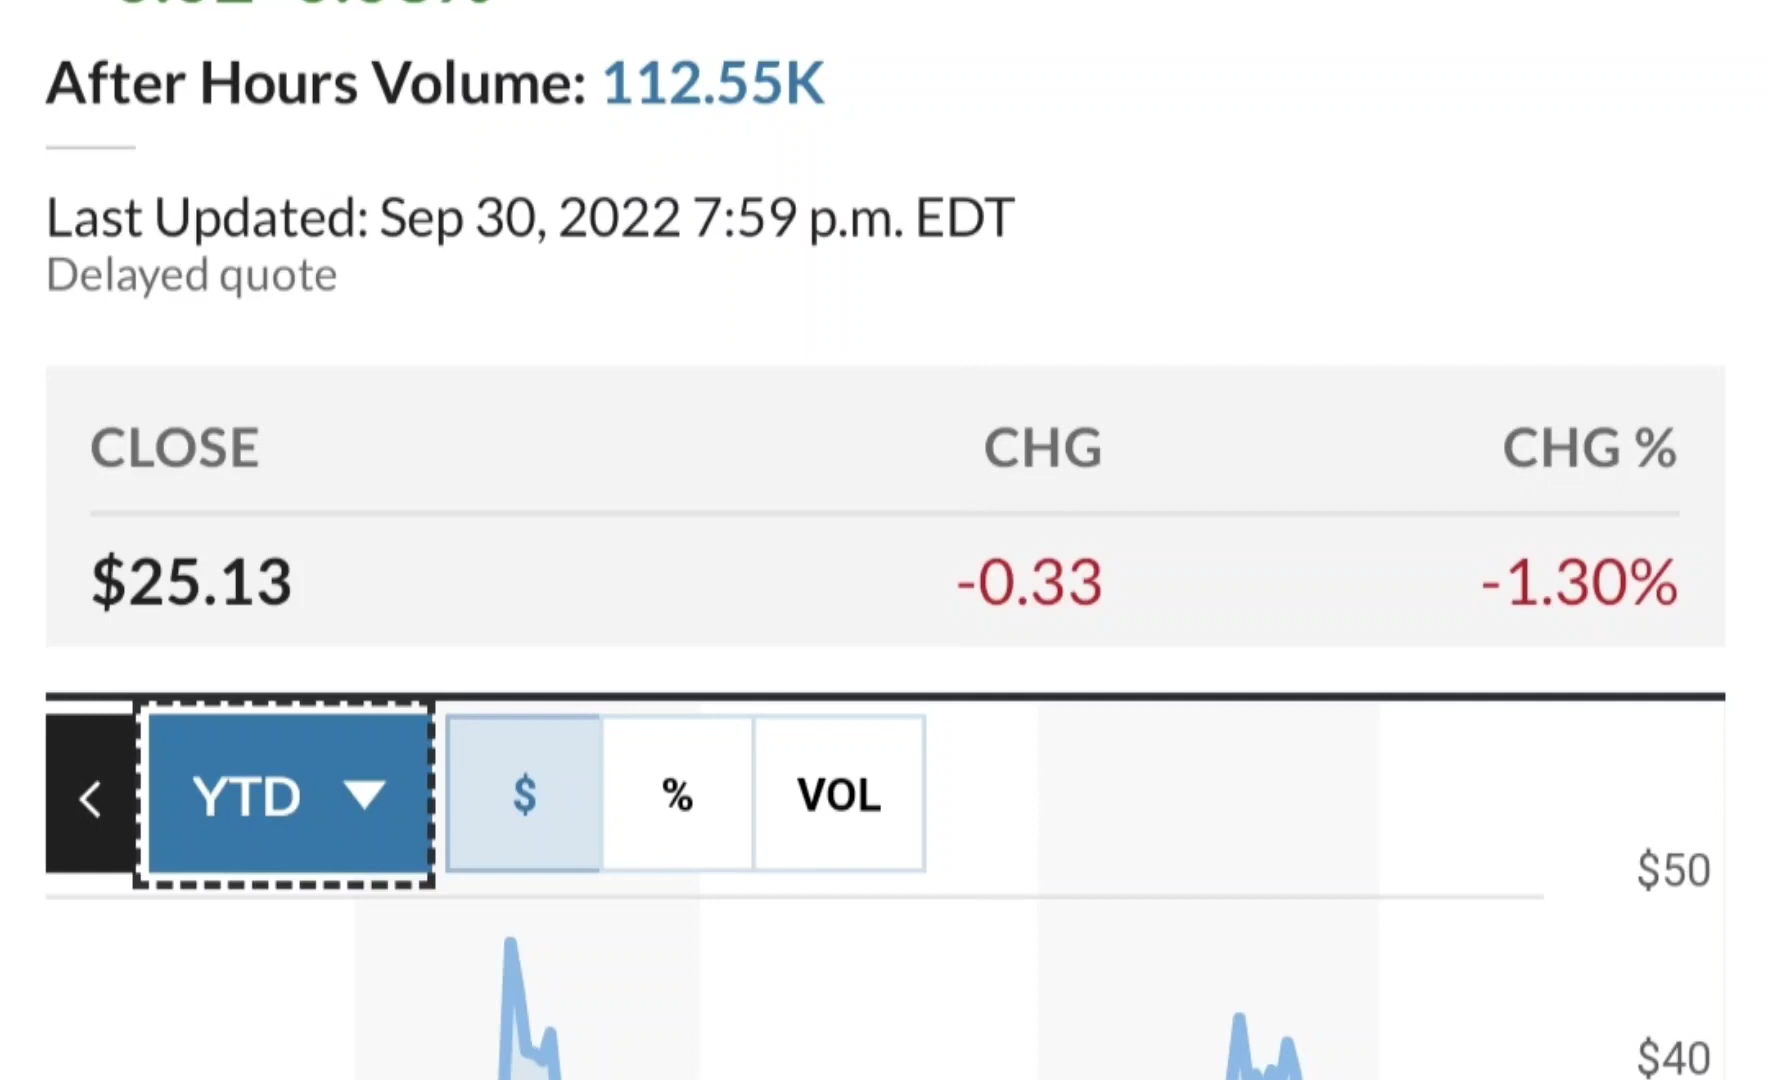 After Hours Volume: 112.55K
Last Updated: Sep 30, 2022 7:59 p.m. EDT
Delayed quote
CLOSE CHG CHG %
$25.13 -0.33 -1.30%
YTD $ % VOL
$50
$40